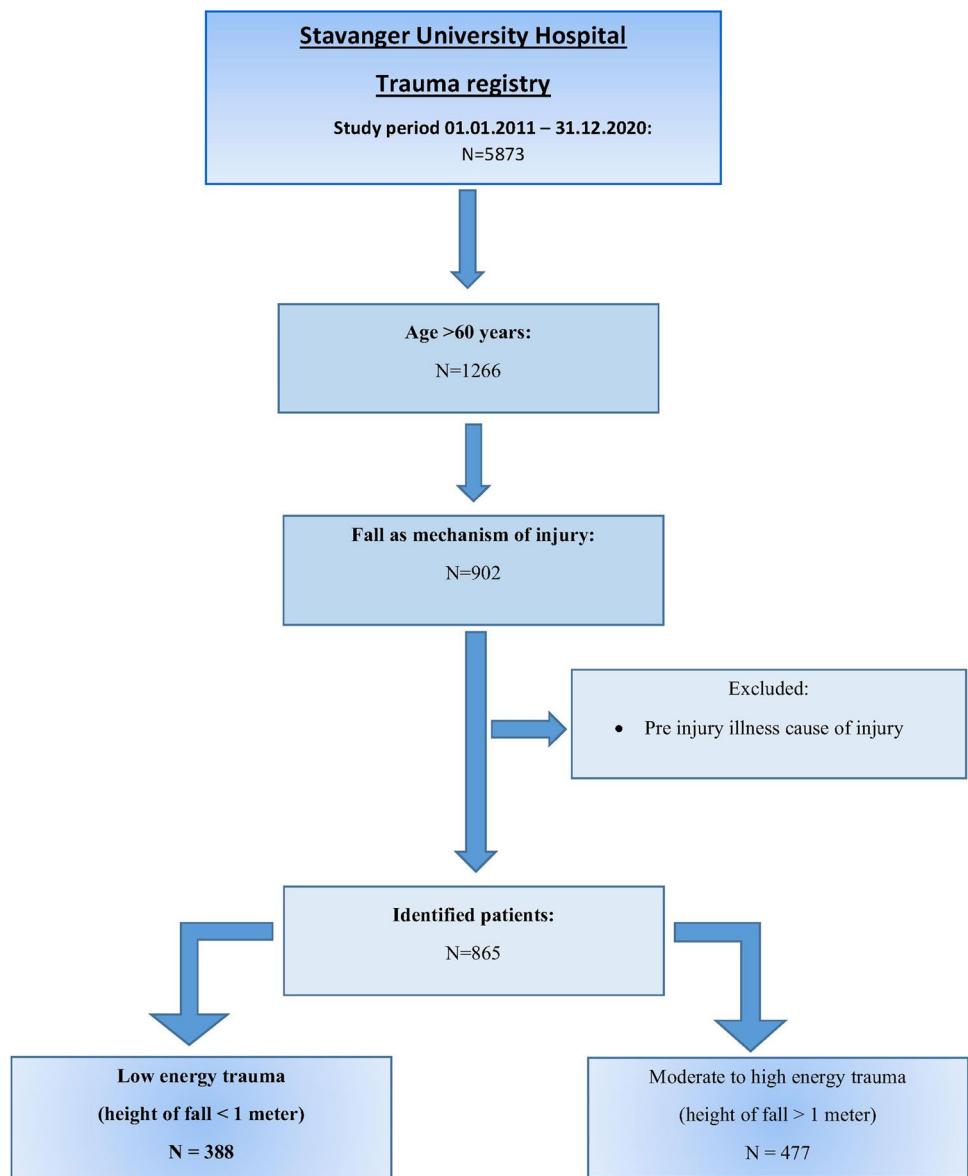 Stavanger University Hospital
Trauma registry
Study period 01.01.2011 – 31.12.2020:
N=5873
Age >60 years:
N=1266
Fall as mechanism of injury:
N=902
Excluded:
• Pre injury illness cause of injury
Identified patients:
N=865
Low energy trauma
(height of fall < 1 meter)
N = 388
Moderate to high energy trauma
(height of fall > 1 meter)
N = 477